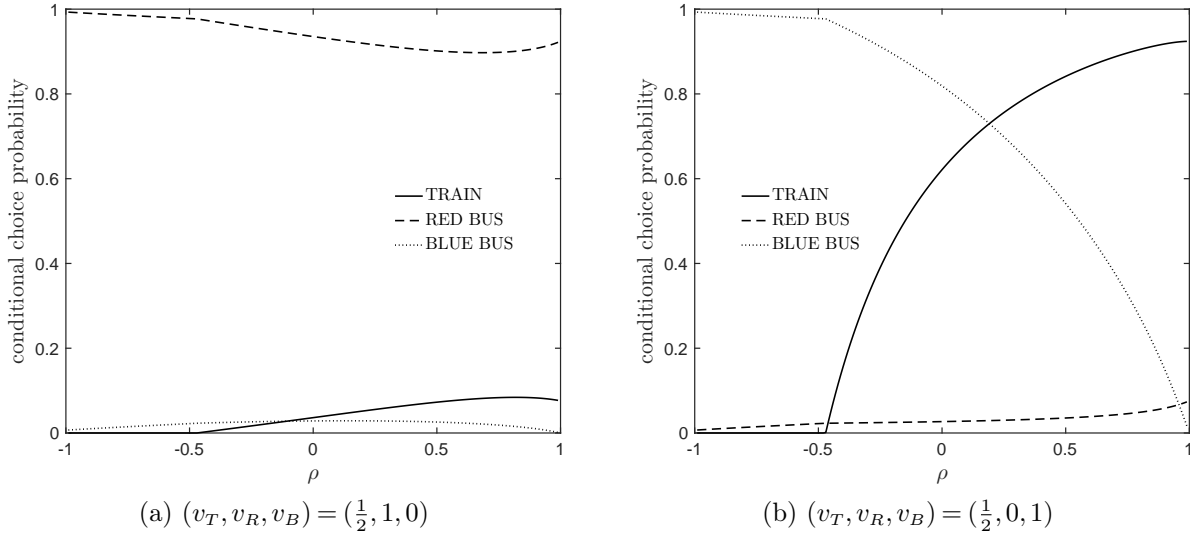 1
0.8
0.6
0.4
0.2
0
conditional choice probability
TRAIN
RED BUS
BLUE BUS
-1
-0.5
0
0.5
1
ρ
(a) (v_T, v_R, v_B) = (1/2, 1, 0)
1
0.8
0.6
0.4
0.2
0
conditional choice probability
TRAIN
RED BUS
BLUE BUS
-1
-0.5
0
0.5
1
ρ
(b) (v_T, v_R, v_B) = (1/2, 0, 1)